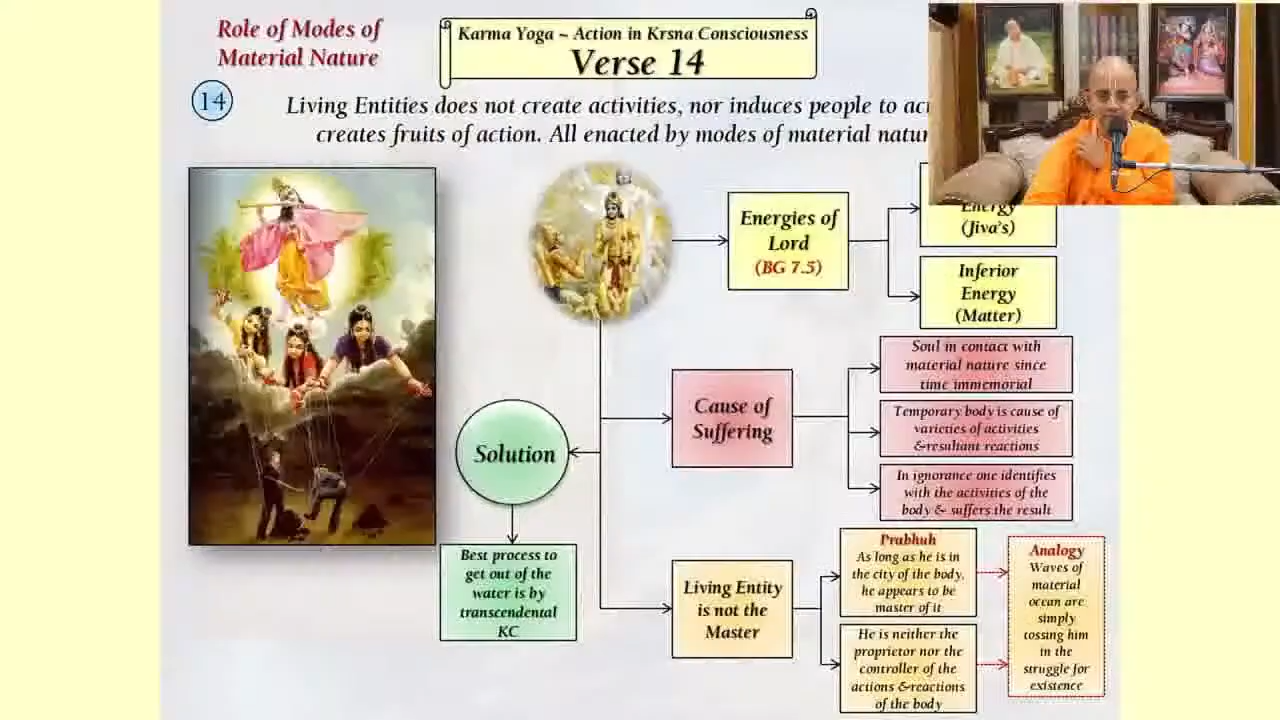 Role of Modes of
Material Nature
Karma Yoga ~ Action in Krsna Consciousness
Verse 14
14
Living Entities does not create activities, nor induces people to
creates fruits of action. All enacted by modes of material
Energies of
Lord
(BG 7.5)
Energy
(Jiva's)
Inferior
Energy
(Matter)
Cause of
Suffering
Soul in contact with
material nature since
time immemorial
Temporary body is cause of
varieties of activities
&resultant reactions
In ignorance one identifies
with the activities of the
body & suffers the result
Solution
Best process to
get out of the
water is by
transcendental
KC
Living Entity
is not the
Master
Prabhuh
As long as he is in
the city of the body,
he appears to be
master of it
He is neither the
proprietor nor the
controller of the
actions &reactions
of the body
Analogy
Waves of
material
ocean are
simply
tossing him
in the
struggle for
existence